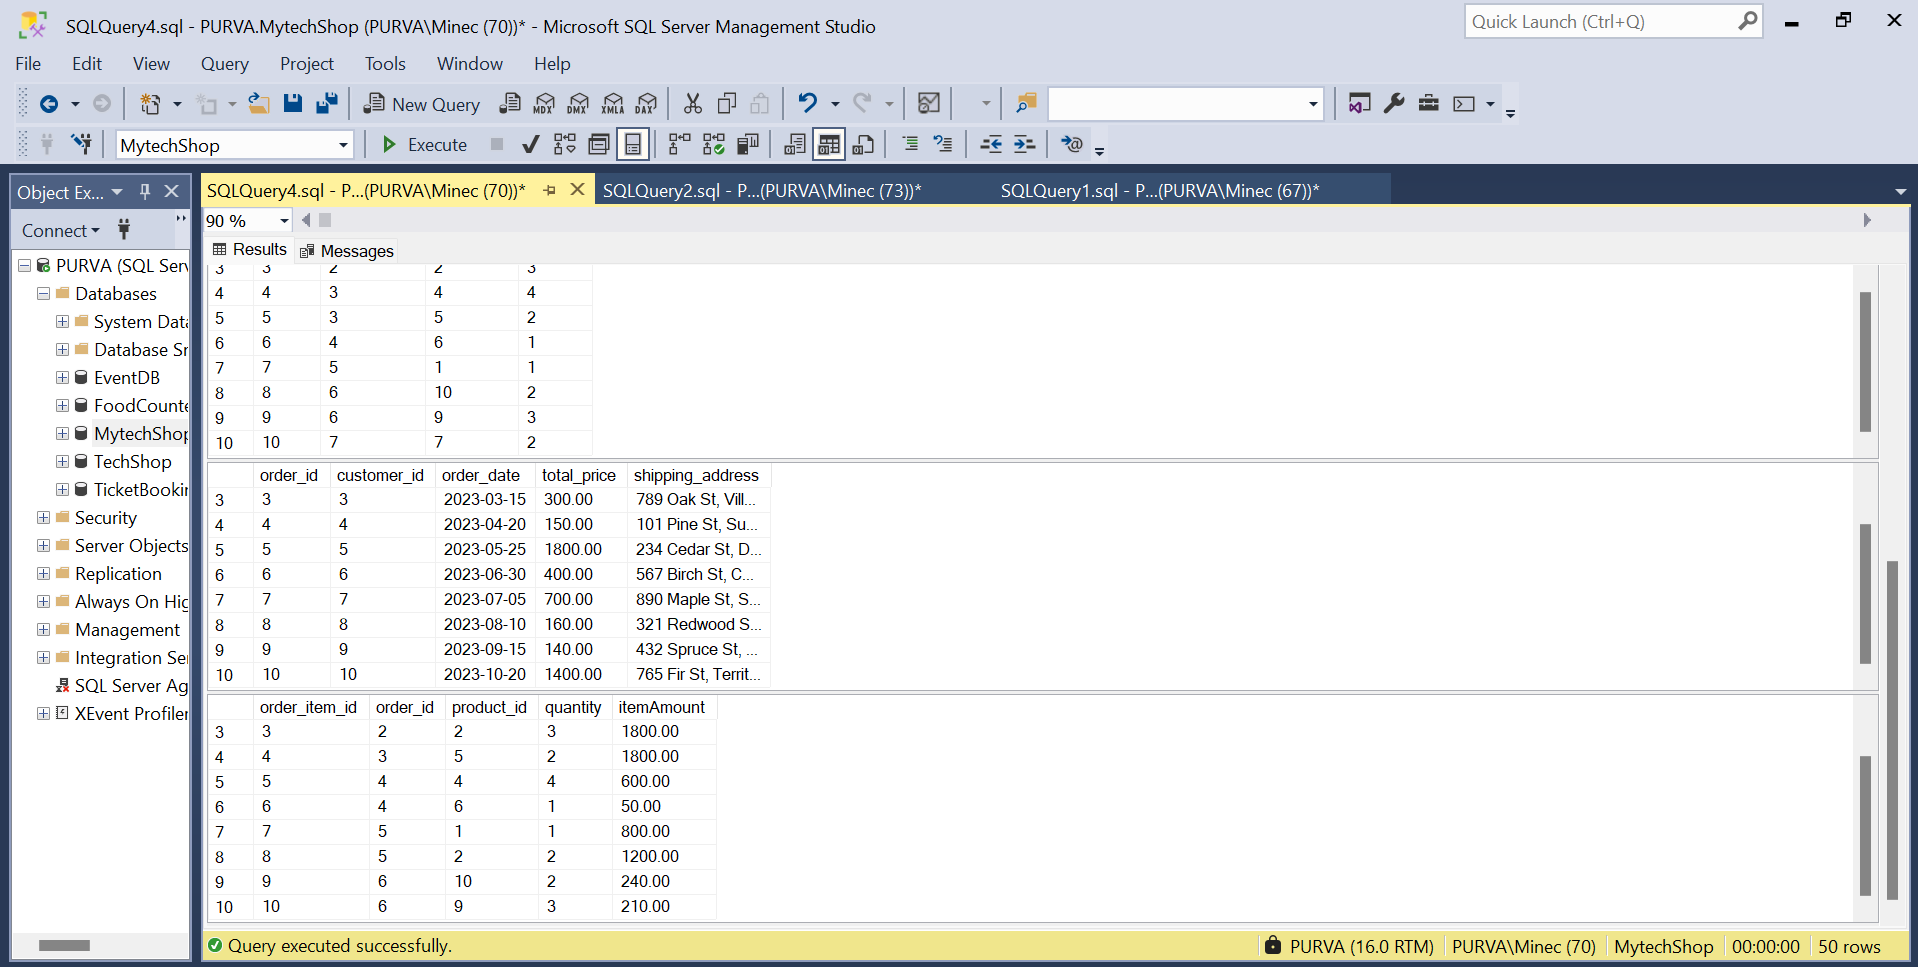 SQLQuery4.sql - PURVA.MytechShop (PURVA\Minec (70))* - Microsoft SQL Server Management Studio
Quick Launch (Ctrl+Q)
File Edit View Query Project Tools Window Help
New Query MDX DMX XMLA DAX
MytechShop Execute
Object Ex... SQLQuery4.sql - P...(PURVA\Minec (70))* SQLQuery2.sql - P...(PURVA\Minec (73))* SQLQuery1.sql - P...(PURVA\Minec (67))*
Connect
PURVA (SQL Serv
Databases
System Data
Database Sn
EventDB
FoodCounte
MytechShop
TechShop
TicketBookin
Security
Server Objects
Replication
Always On Hig
Management
Integration Se
SQL Server Ag
XEvent Profiler
90 %
Results Messages
3 3 2 2 3
4 4 3 4 4
5 5 3 5 2
6 6 4 6 1
7 7 5 1 1
8 8 6 10 2
9 9 6 9 3
10 10 7 7 2
order_id customer_id order_date total_price shipping_address
3 3 3 2023-03-15 300.00 789 Oak St, Vill...
4 4 4 2023-04-20 150.00 101 Pine St, Su...
5 5 5 2023-05-25 1800.00 234 Cedar St, D...
6 6 6 2023-06-30 400.00 567 Birch St, C...
7 7 7 2023-07-05 700.00 890 Maple St, S...
8 8 8 2023-08-10 160.00 321 Redwood S...
9 9 9 2023-09-15 140.00 432 Spruce St, ...
10 10 10 2023-10-20 1400.00 765 Fir St, Territ...
order_item_id order_id product_id quantity itemAmount
3 3 2 2 3 1800.00
4 4 3 5 2 1800.00
5 5 4 4 4 600.00
6 6 4 6 1 50.00
7 7 5 1 1 800.00
8 8 5 2 2 1200.00
9 9 6 10 2 240.00
10 10 6 9 3 210.00
Query executed successfully. PURVA (16.0 RTM) PURVA\Minec (70) MytechShop 00:00:00 50 rows